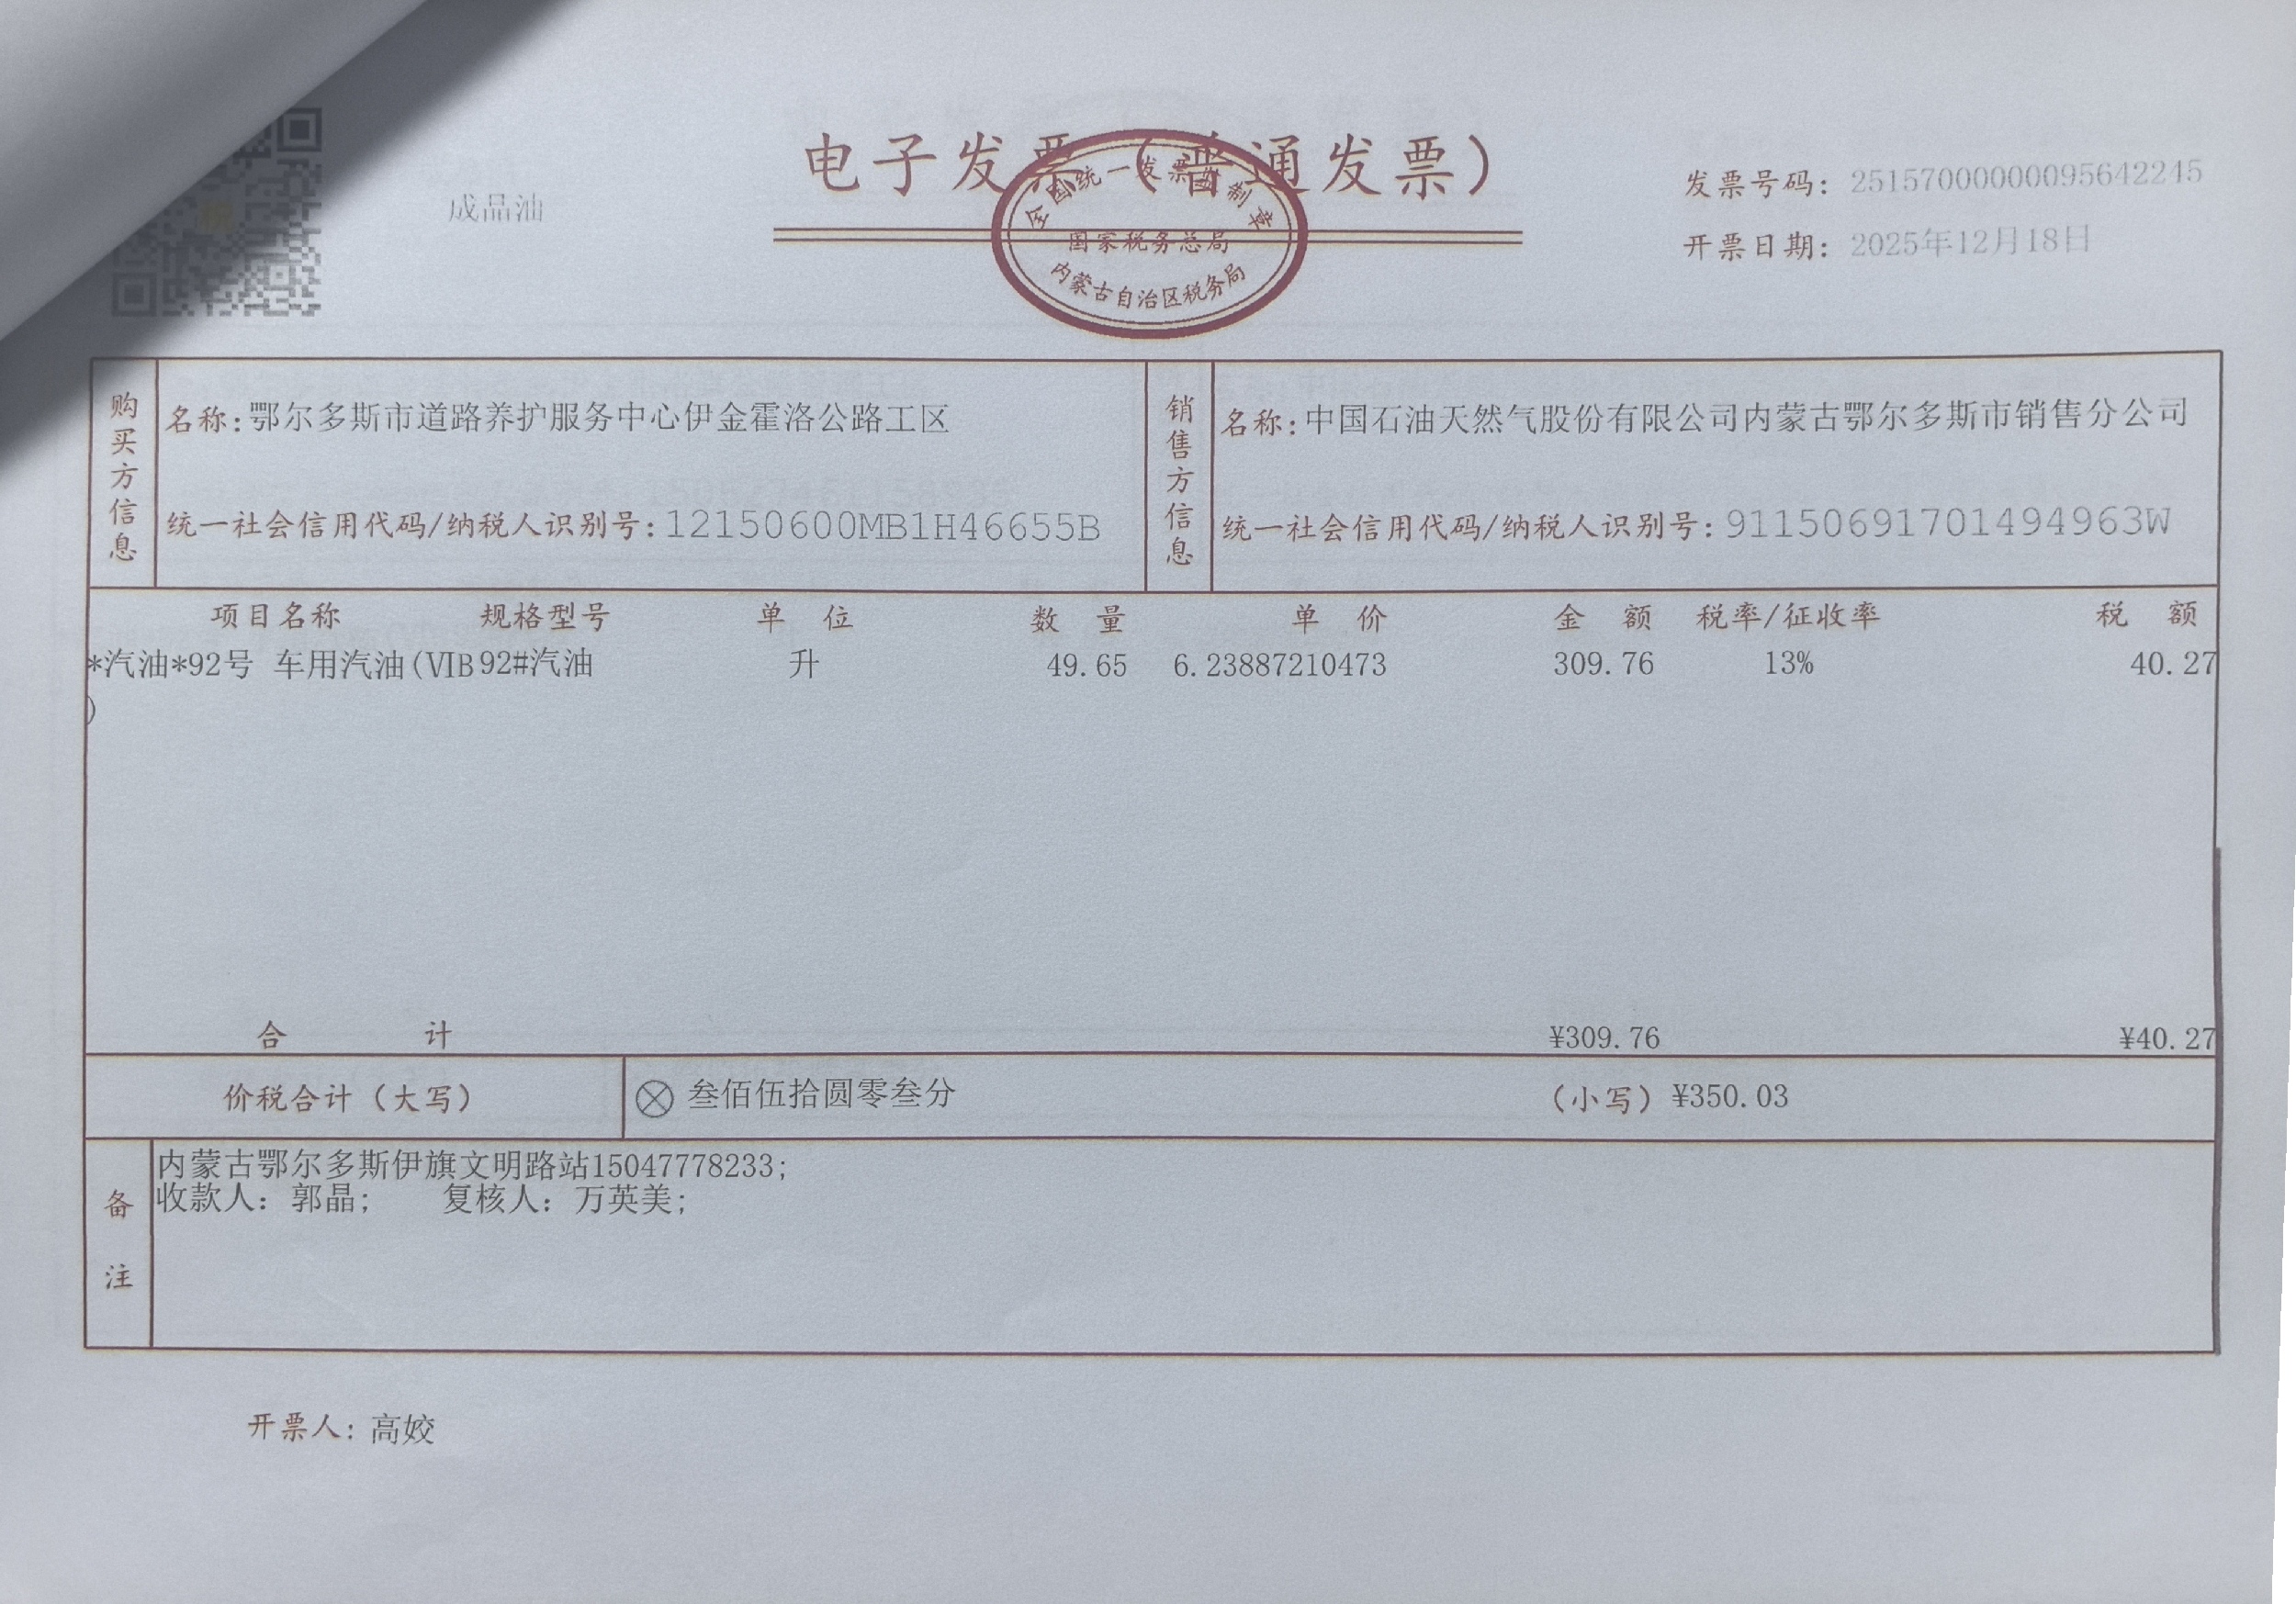 成品油
电子发票（普通发票）
全国统一发票监制章
国家税务总局
内蒙古自治区税务局
发票号码：25157000000095642245
开票日期：2025年12月18日
购买方信息
名称：鄂尔多斯市道路养护服务中心伊金霍洛公路工区
统一社会信用代码/纳税人识别号：12150600MB1H46655B
销售方信息
名称：中国石油天然气股份有限公司内蒙古鄂尔多斯市销售分公司
统一社会信用代码/纳税人识别号：91150691701494963W
项目名称 规格型号 单 位 数 量 单 价 金 额 税率/征收率 税 额
*汽油*92号 车用汽油(VIB 92#汽油 升 49.65 6.23887210473 309.76 13% 40.27
)
合 计 ¥309.76 ¥40.27
价税合计（大写） ⊗ 叁佰伍拾圆零叁分 （小写）¥350.03
备注
内蒙古鄂尔多斯伊旗文明路站15047778233;
收款人：郭晶; 复核人：万英美;
开票人：高姣